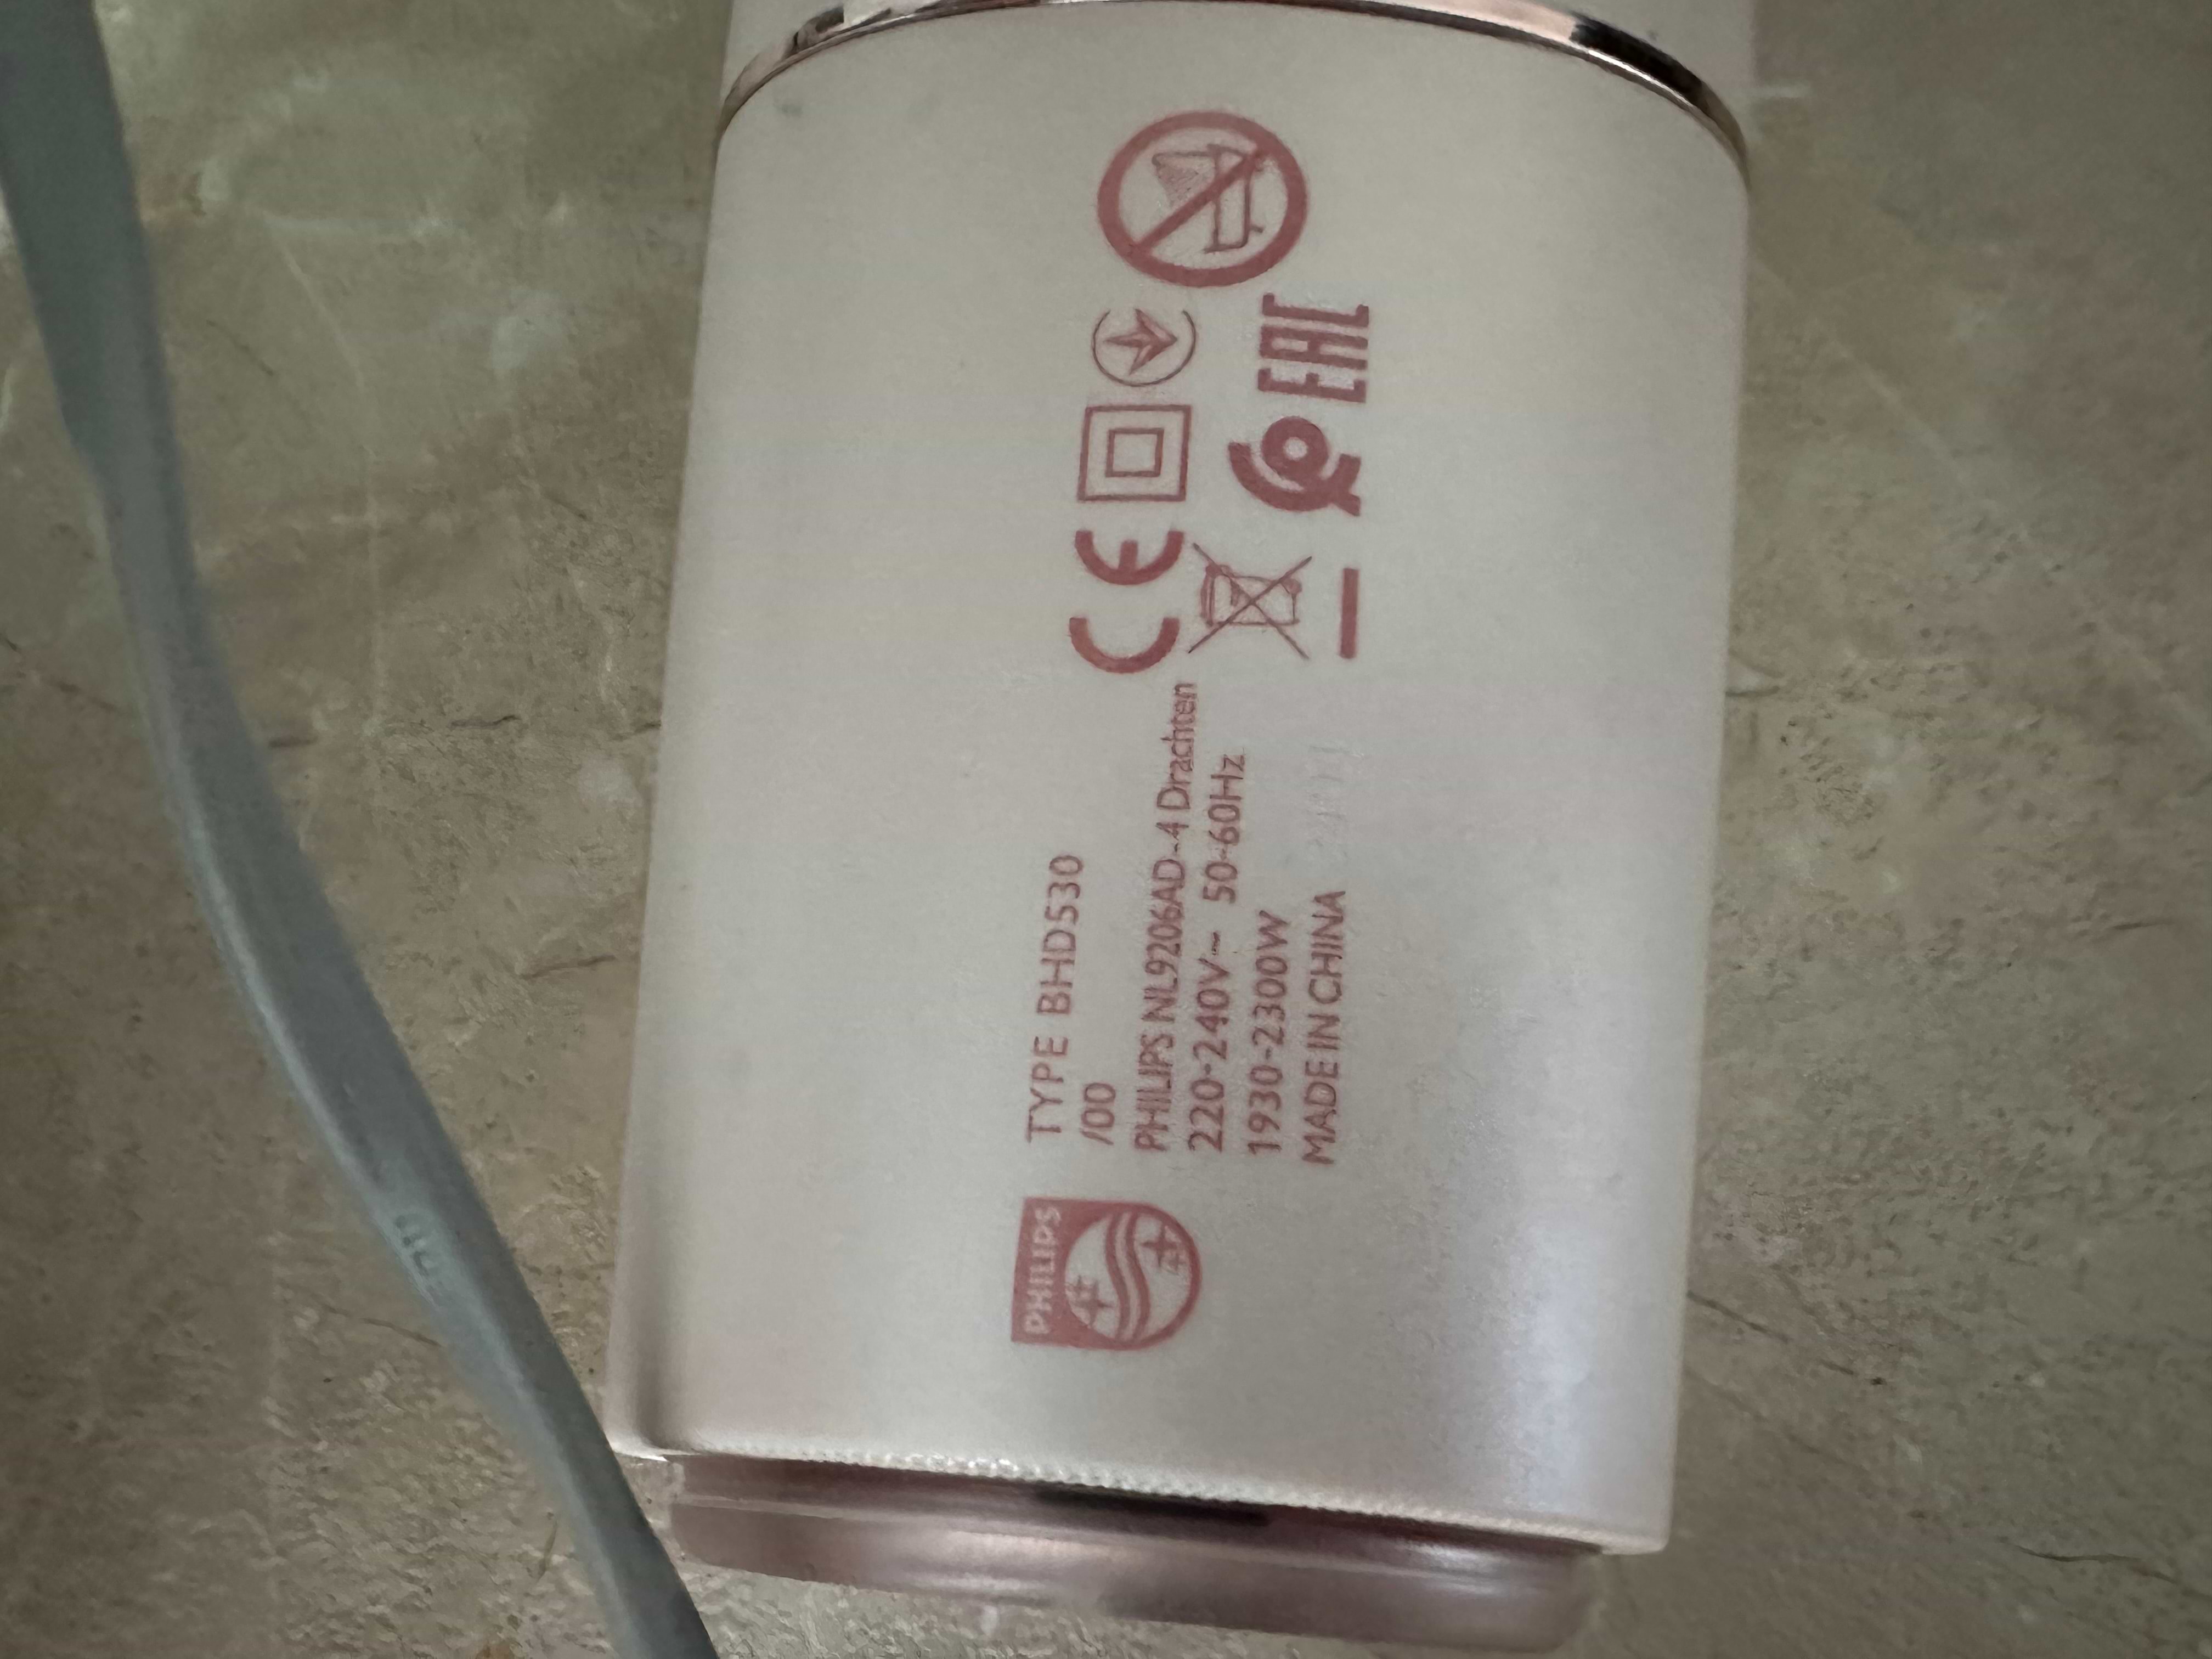 PHILIPS
TYPE BHD530
/00
PHILIPS NL9206AD-4 Drachten
220-240V~ 50-60Hz
1930-2300W
MADE IN CHINA
CE
EAC